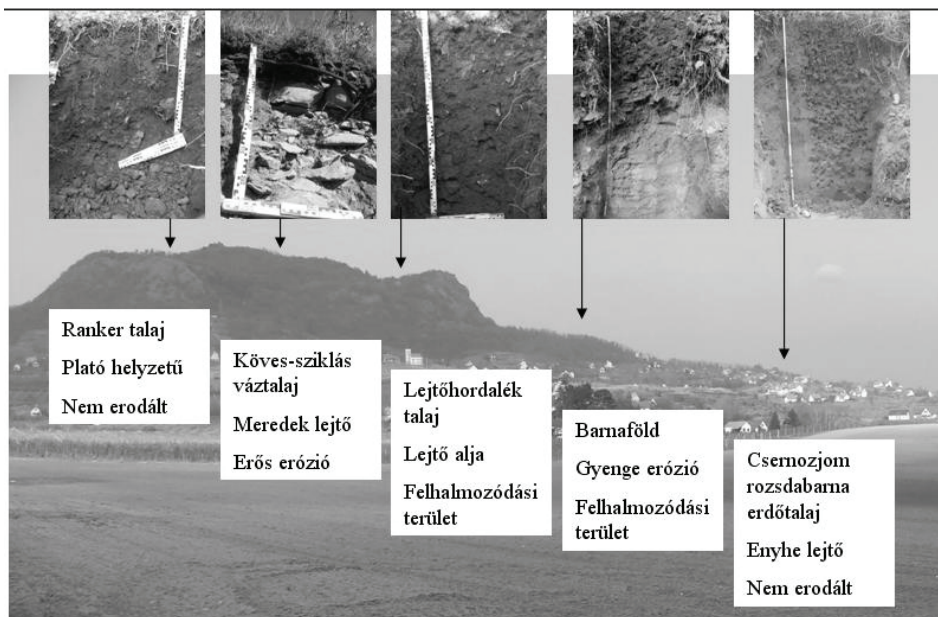 Ranker talaj
Plató helyzetű
Nem erodált
Köves-sziklás
váztalaj
Meredek lejtő
Erős erózió
Lejtőhordalék
talaj
Lejtő alja
Felhalmozódási
terület
Barnaföld
Gyenge erózió
Felhalmozódási
terület
Csernozjom
rozsdabarna
erdőtalaj
Enyhe lejtő
Nem erodált